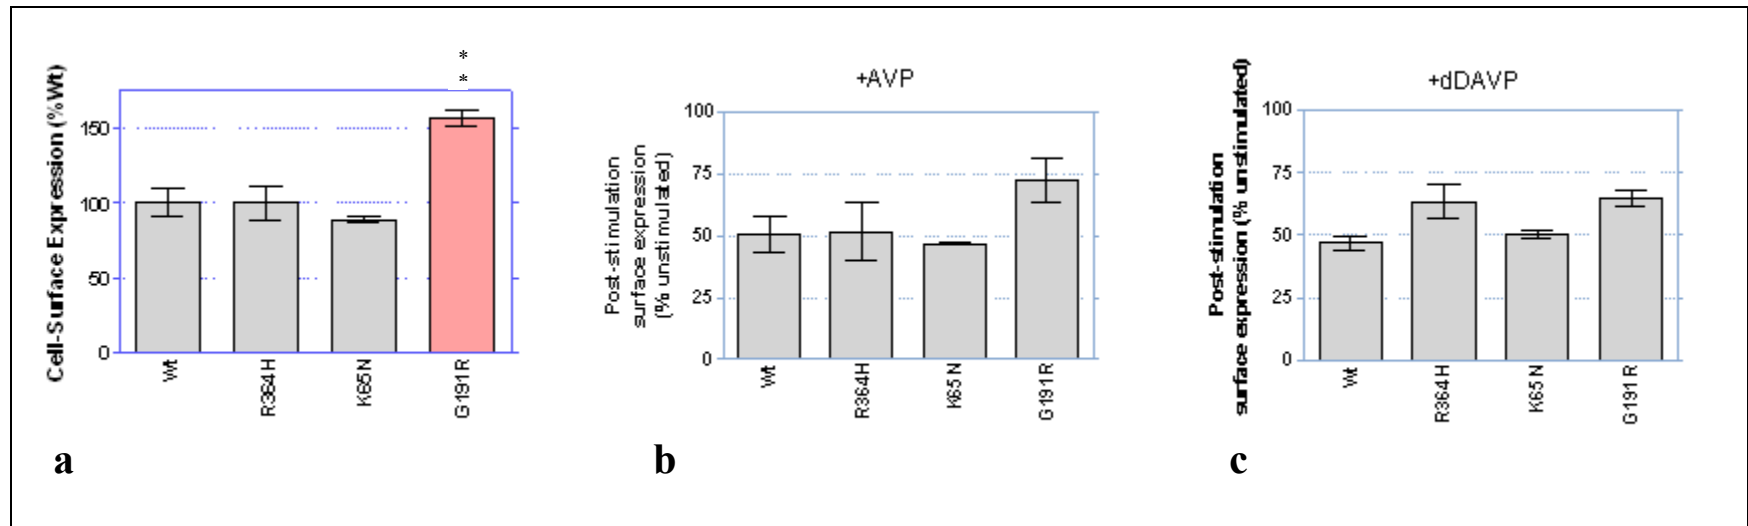 *
*
Cell-Surface Expression (%Wt)
150
100
50
0
Wt
R364H
K65N
G191R
a
+AVP
Post-stimulation
surface expression
(% unstimulated)
100
75
50
25
0
Wt
R364H
K65N
G191R
b
+dDAVP
Post-stimulation
surface expression (% unstimulated)
100
75
50
25
0
Wt
R364H
K65N
G191R
c